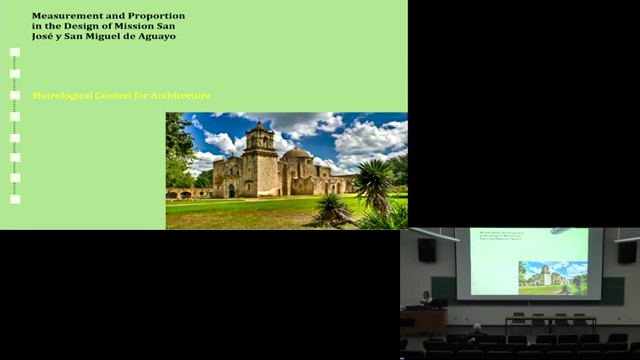 Measurement and Proportion
in the Design of Mission San
José y San Miguel de Aguayo
Metrological Context for Architecture